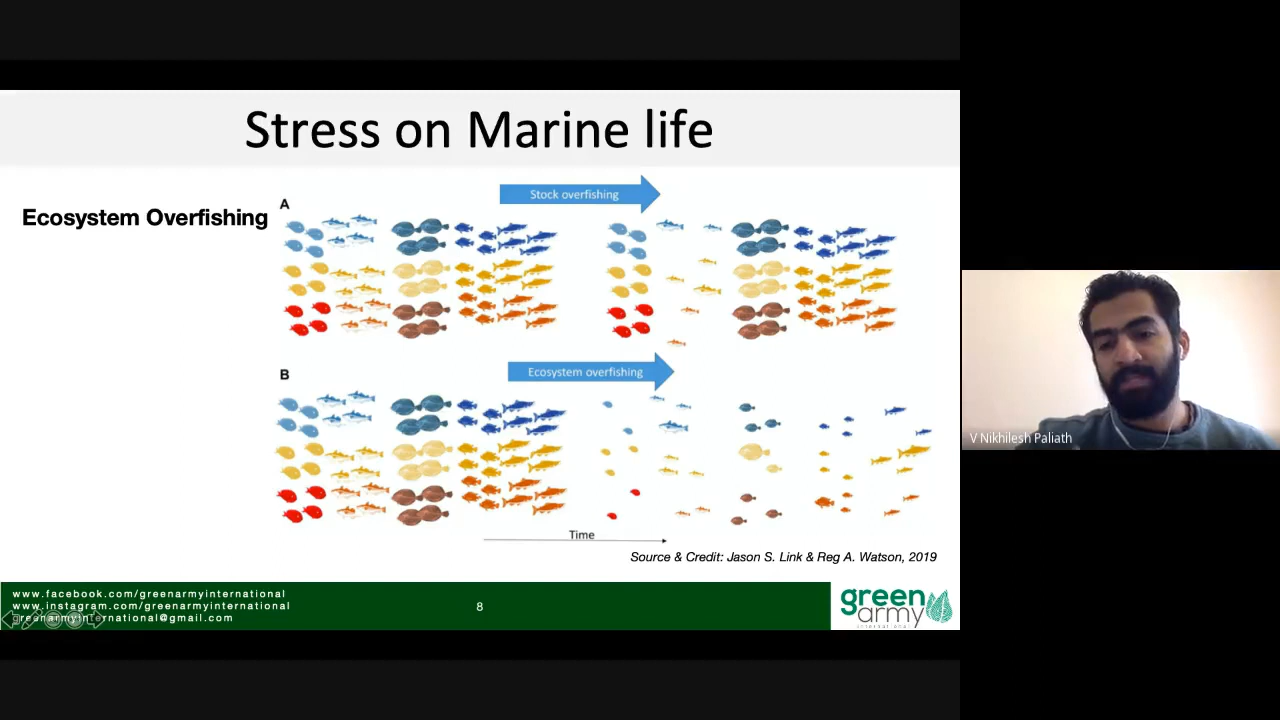 Stress on Marine life
Ecosystem Overfishing
Stock overfishing
A
Ecosystem overfishing
B
Time
Source & Credit: Jason S. Link & Reg A. Watson, 2019
www.facebook.com/greenarmyinternational
www.instagram.com/greenarmyinternational
greenarmyinternational@gmail.com
8
green
army
international
V Nikhilesh Paliath